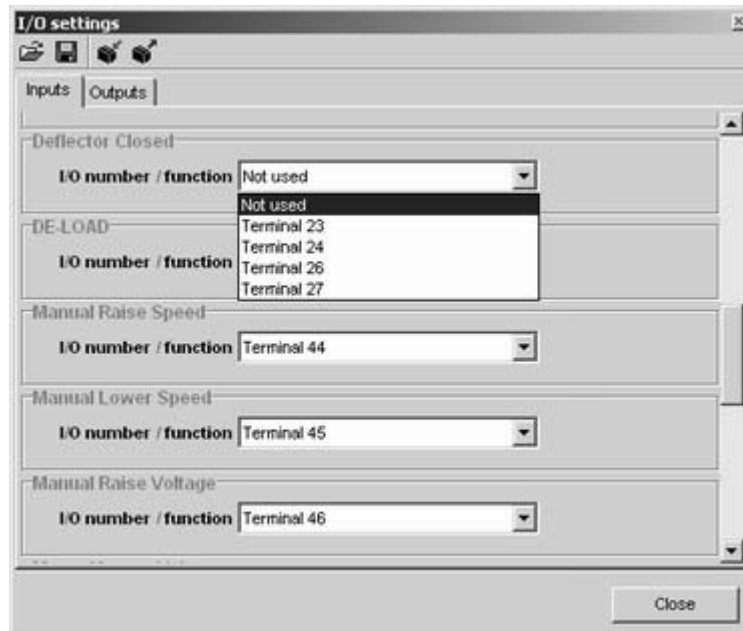 I/O settings
Inputs
Outputs
Deflector Closed
I/O number / function
Not used
Not used
Terminal 23
Terminal 24
Terminal 26
Terminal 27
DE-LOAD
I/O number / function
Manual Raise Speed
I/O number / function
Terminal 44
Manual Lower Speed
I/O number / function
Terminal 45
Manual Raise Voltage
I/O number / function
Terminal 46
Close